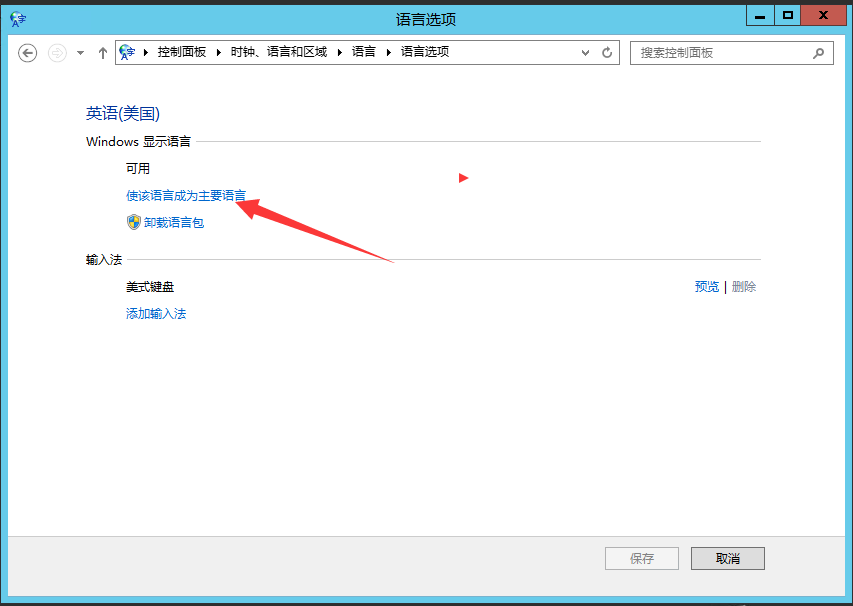 语言选项
控制面板 时钟、语言和区域 语言 语言选项
搜索控制面板
英语(美国)
Windows 显示语言
可用
使该语言成为主要语言
卸载语言包
输入法
美式键盘 预览 | 删除
添加输入法
保存 取消